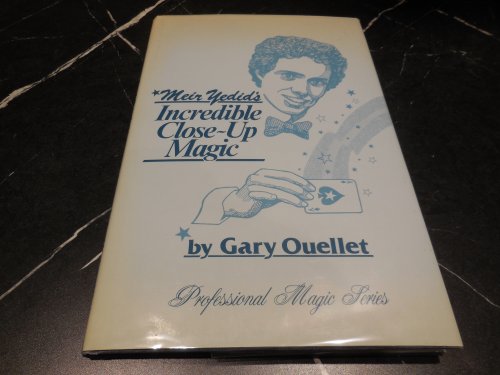 Meir Yedid's
Incredible
Close-Up
Magic
by Gary Ouellet
Professional Magic Series